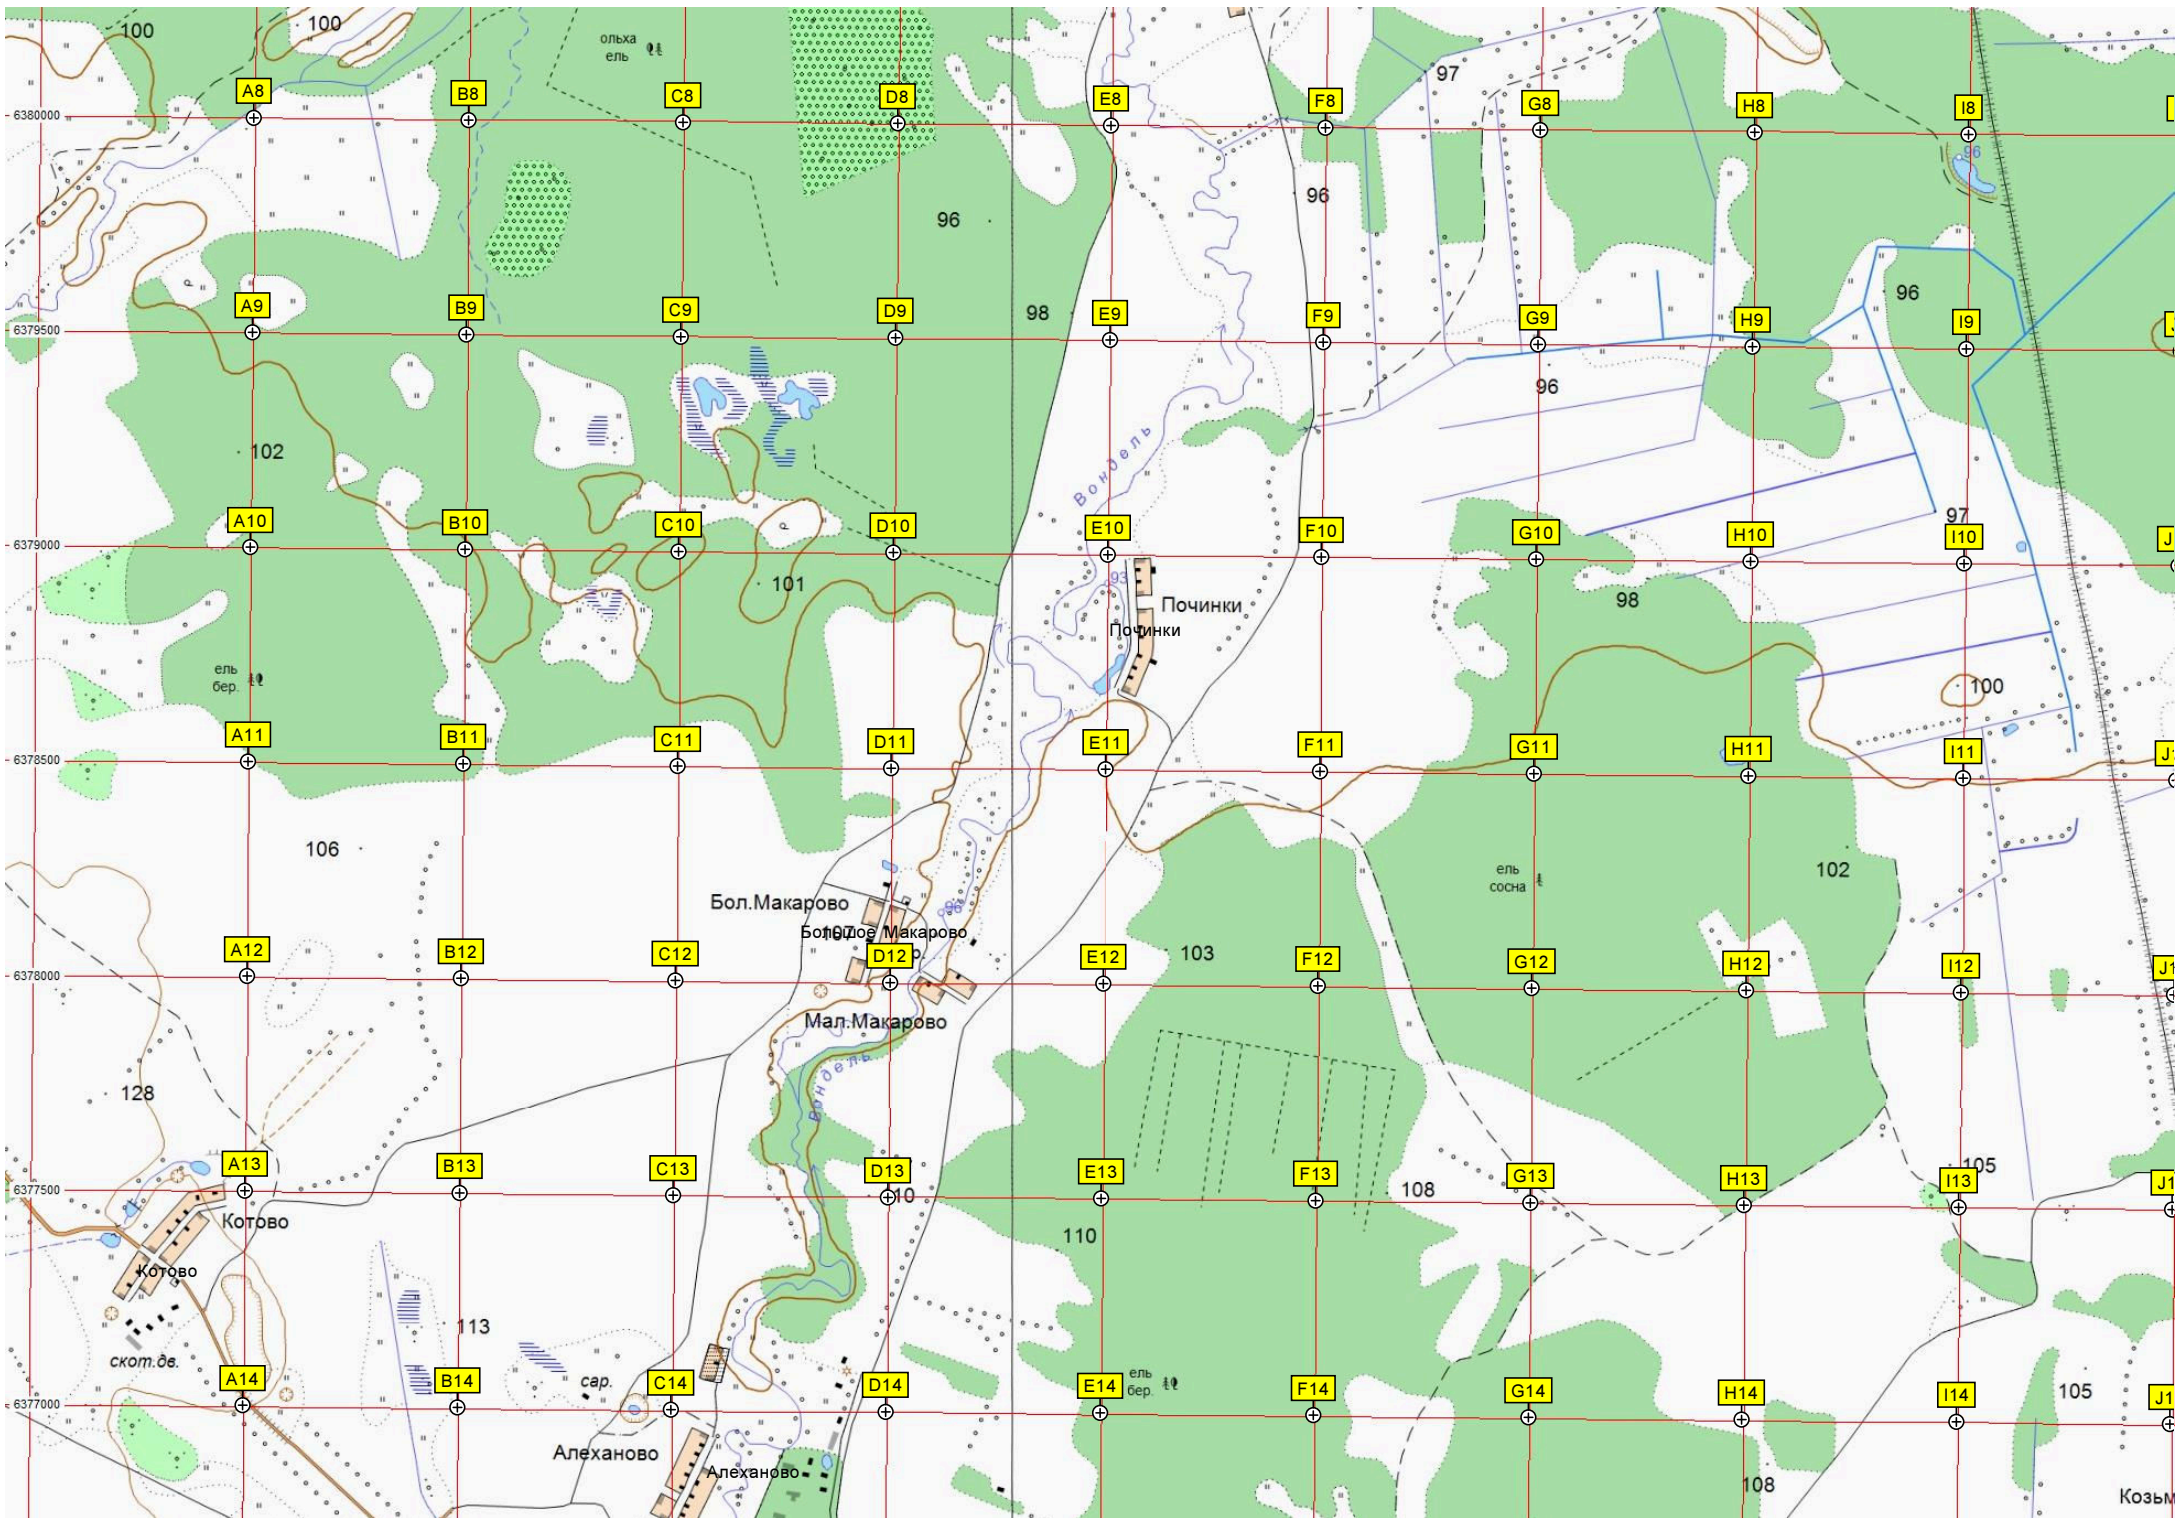 100
100
ольха
ель
97
A8
B8
C8
D8
E8
F8
G8
H8
I8
6380000
96
96
96
96
98
A9
B9
C9
D9
E9
F9
G9
H9
I9
6379500
96
Вондель
102
97
A10
B10
C10
D10
E10
F10
G10
H10
I10
6379000
93
101
98
Починки
Починки
ель
бер.
100
A11
B11
C11
D11
E11
F11
G11
H11
I11
6378500
106
ель
сосна
102
Бол.Макарово
107
Большое Макарово
103
A12
B12
C12
D12
E12
F12
G12
H12
I12
6378000
Мал.Макарово
Вондель
128
105
A13
B13
C13
D13
E13
F13
G13
H13
I13
6377500
108
Котово
110
Котово
113
скот.дв.
сар.
ель
бер.
105
A14
B14
C14
D14
E14
F14
G14
H14
I14
6377000
Алеханово
Алеханово
108
Козьм